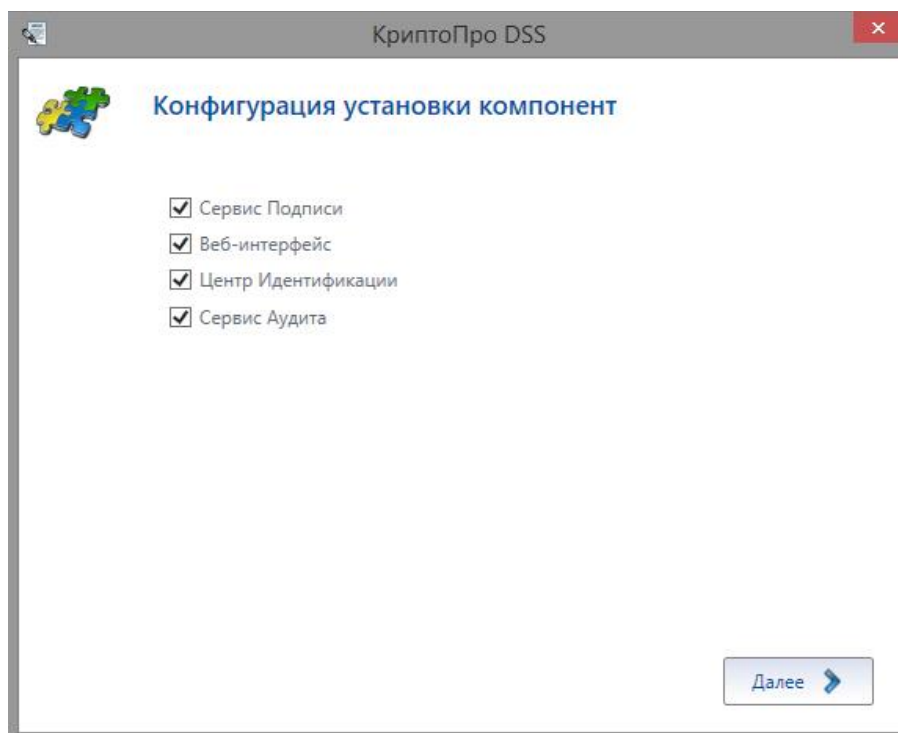 КриптоПро DSS
Конфигурация установки компонент
Сервис Подписи
Веб-интерфейс
Центр Идентификации
Сервис Аудита
Далее